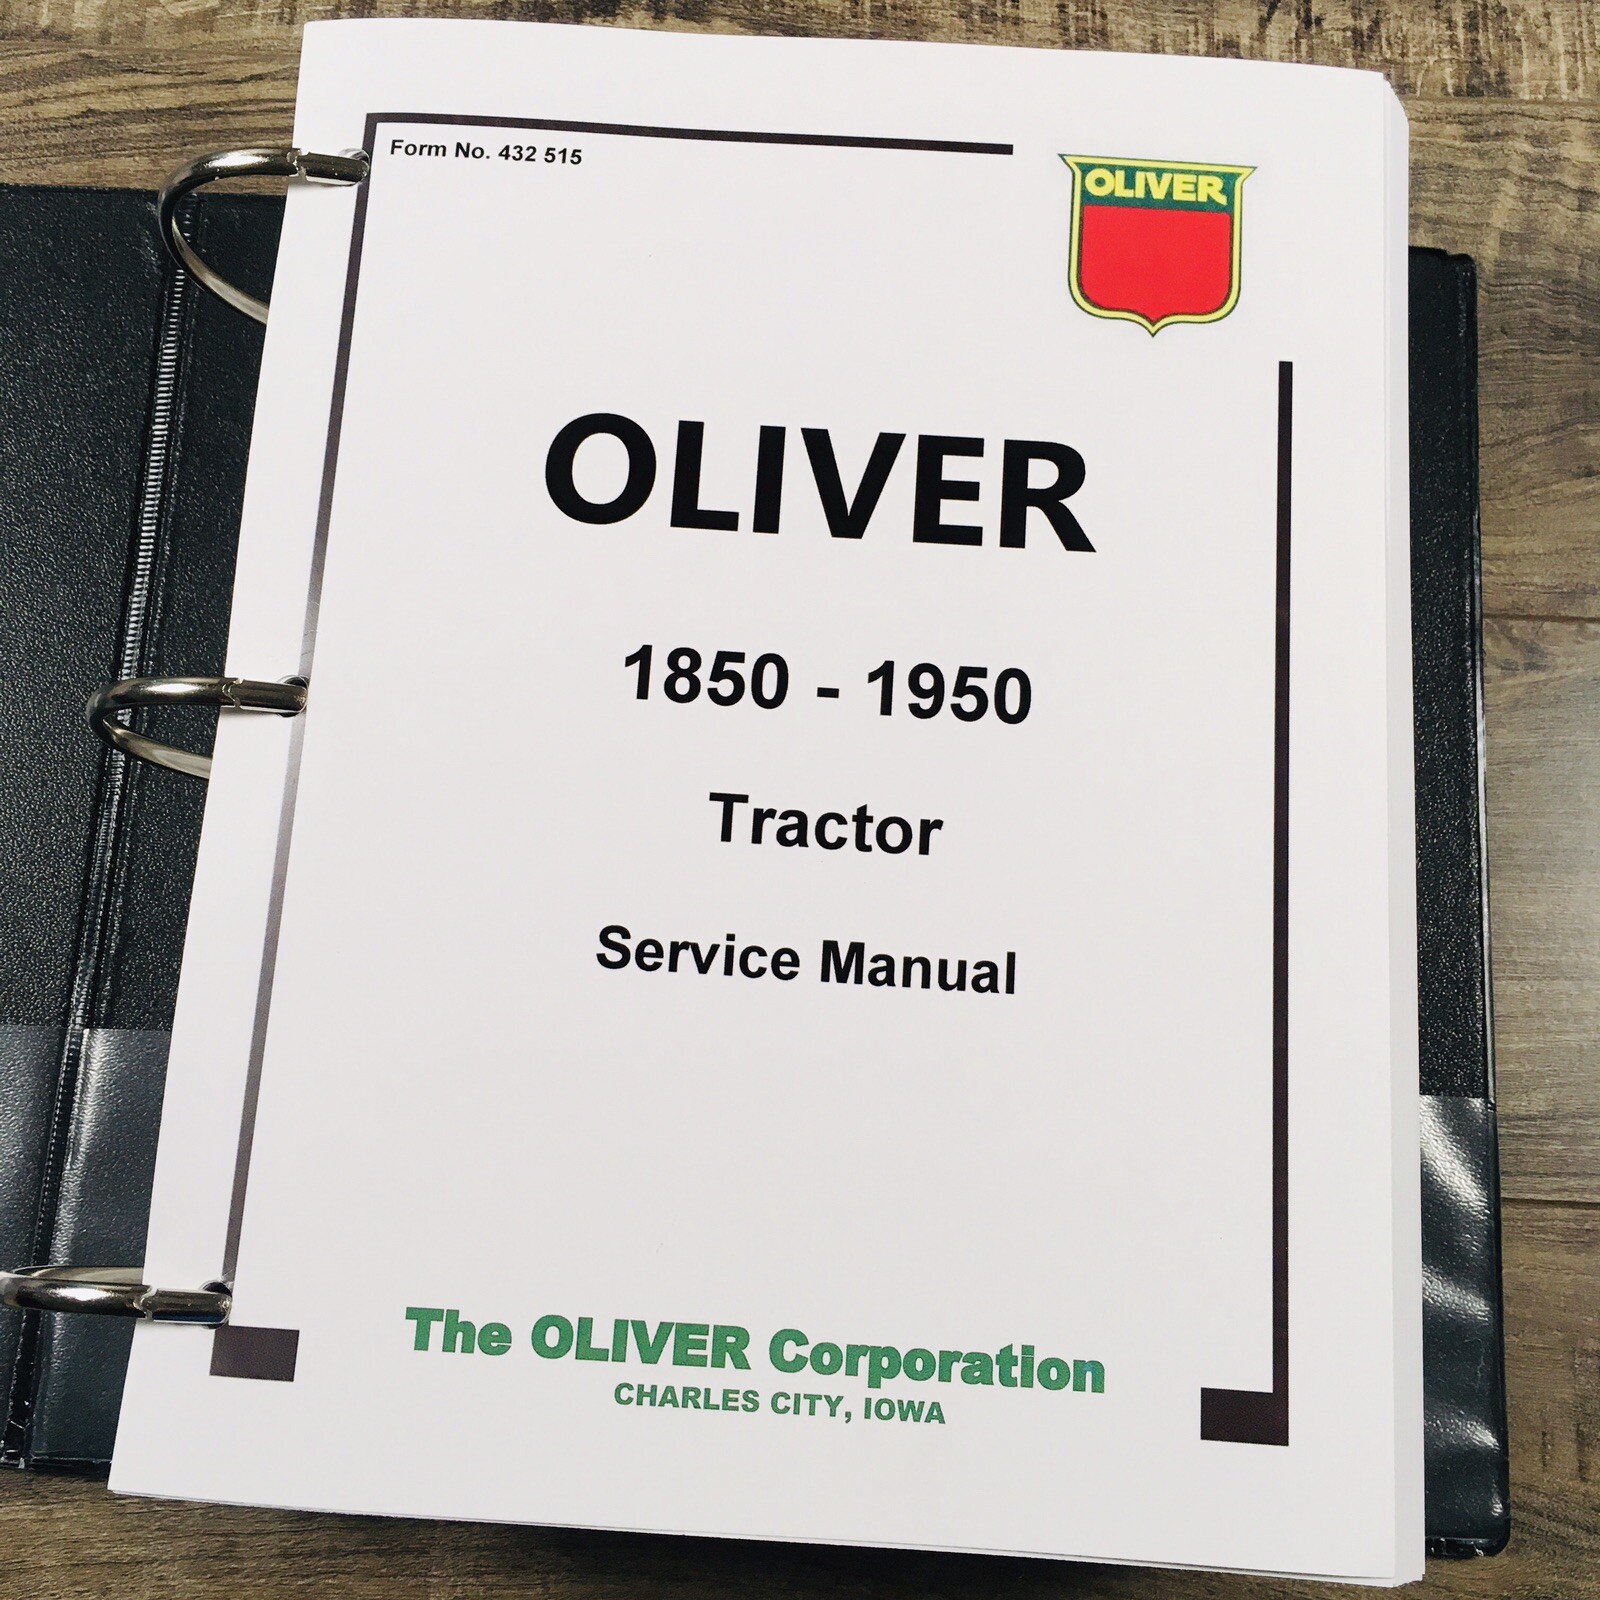 Form No. 432 515
OLIVER
OLIVER
1850 - 1950
Tractor
Service Manual
The OLIVER Corporation
CHARLES CITY, IOWA